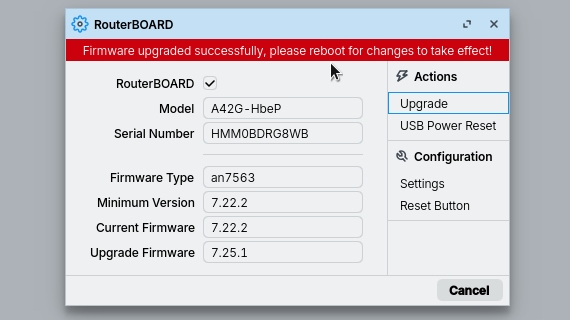 RouterBOARD
Firmware upgraded successfully, please reboot for changes to take effect!
RouterBOARD
Model A42G-HbeP
Serial Number HMM0BDRG8WB
Firmware Type an7563
Minimum Version 7.22.2
Current Firmware 7.22.2
Upgrade Firmware 7.25.1
Actions
Upgrade
USB Power Reset
Configuration
Settings
Reset Button
Cancel